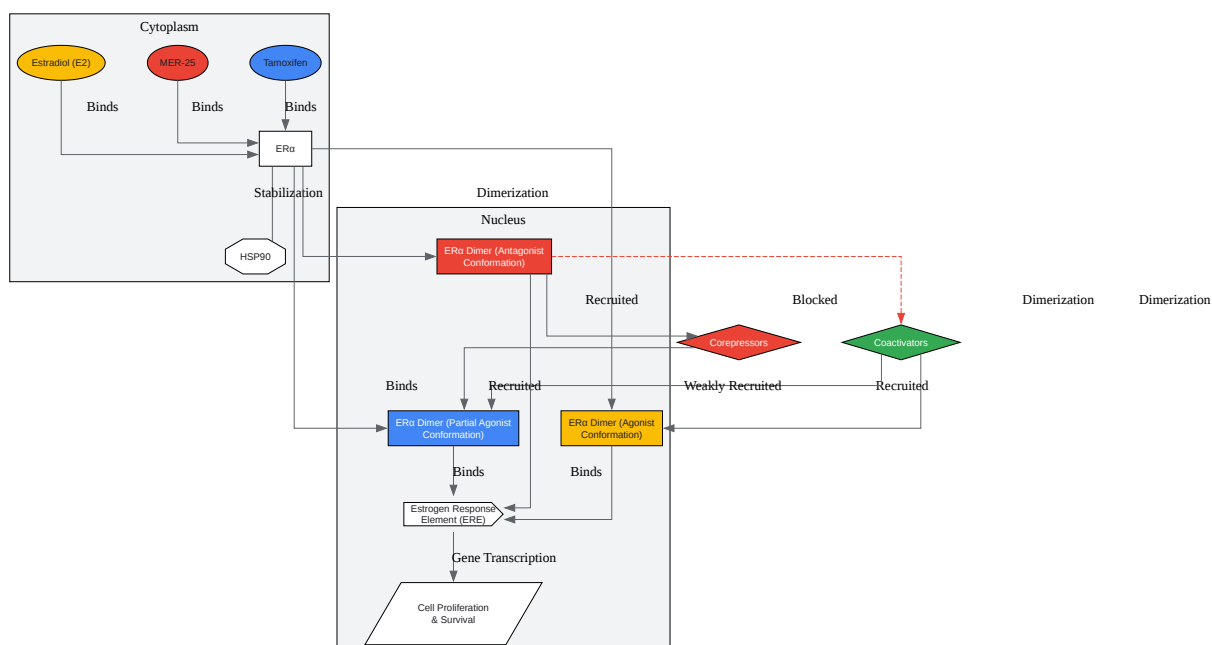 Cytoplasm
Estradiol (E2)
MER-25
Tamoxifen
Binds
Binds
Binds
ERα
Stabilization
Dimerization
Nucleus
HSP90
ERα Dimer (Antagonist
Conformation)
Recruited
Blocked
Dimerization
Dimerization
Corepressors
Coactivators
Binds
Recruited
Weakly Recruited
Recruited
ERα Dimer (Partial Agonist
Conformation)
ERα Dimer (Agonist
Conformation)
Binds
Binds
Estrogen Response
Element (ERE)
Gene Transcription
Cell Proliferation
& Survival